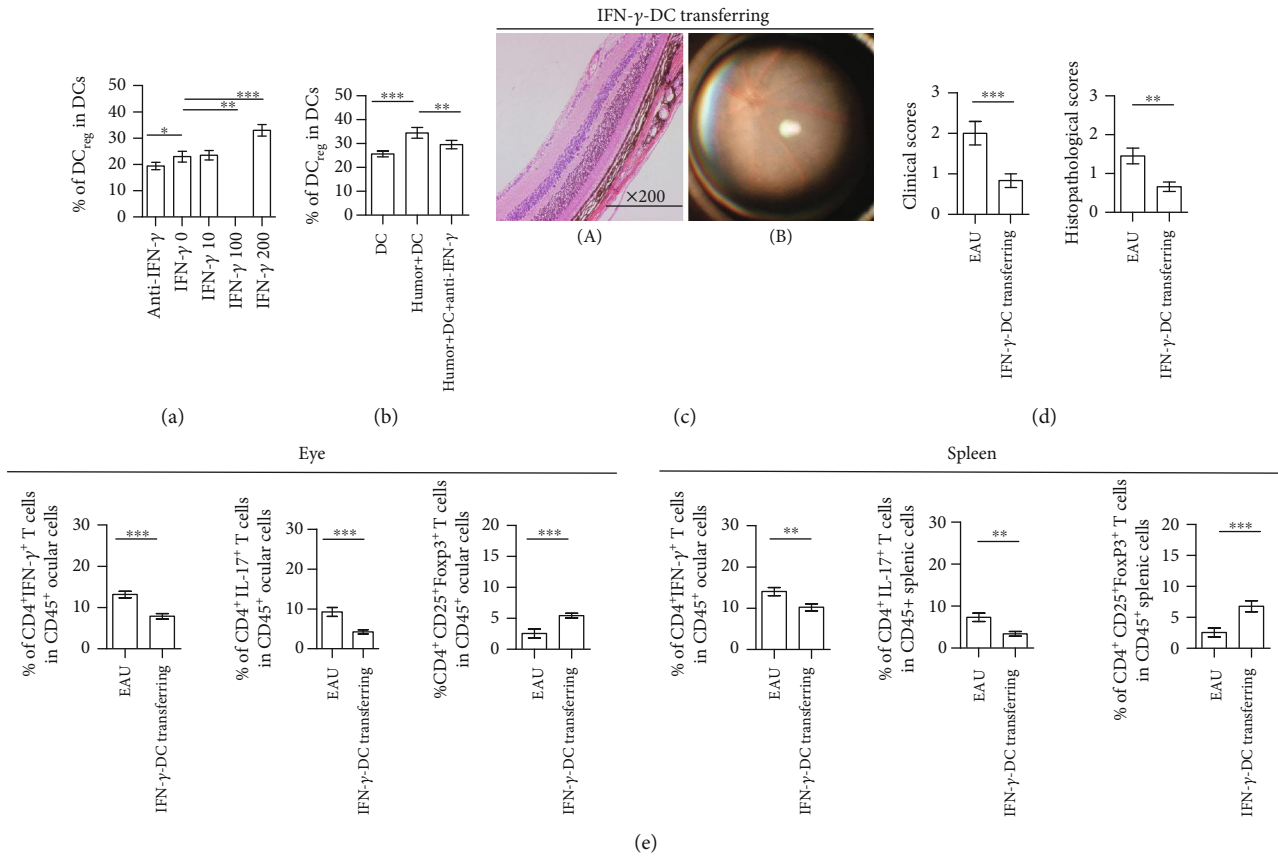 IFN-γ-DC transferring
% of DCreg in DCs
50
40
30
20
10
0
*
**
***
Anti-IFN-γ
IFN-γ 0
IFN-γ 10
IFN-γ 100
IFN-γ 200
(a)
% of DCreg in DCs
50
40
30
20
10
0
***
**
DC
Humor+DC
Humor+DC+anti-IFN-γ
(b)
×200
(A)
(B)
(c)
Clinical scores
3
2
1
0
***
EAU
IFN-γ-DC transferring
Histopathological scores
3
2
1
0
**
EAU
IFN-γ-DC transferring
(d)
Eye
% of CD4⁺IFN-γ⁺ T cells
in CD45⁺ ocular cells
30
20
10
0
***
EAU
IFN-γ-DC transferring
% of CD4⁺ IL-17⁺ T cells
in CD45⁺ ocular cells
30
20
10
0
***
EAU
IFN-γ-DC transferring
%CD4⁺ CD25⁺Foxp3⁺ T cells
in CD45⁺ ocular cells
20
15
10
5
0
***
EAU
IFN-γ-DC transferring
Spleen
% of CD4⁺IFN-γ⁺ T cells
in CD45⁺ ocular cells
30
20
10
0
**
EAU
IFN-γ-DC transferring
% of CD4⁺ IL-17⁺ T cells
in CD45+ splenic cells
30
20
10
0
**
EAU
IFN-γ-DC transferring
% of CD4⁺ CD25⁺FoxP3⁺ T cells
in CD45⁺ splenic cells
20
15
10
5
0
***
EAU
IFN-γ-DC transferring
(e)